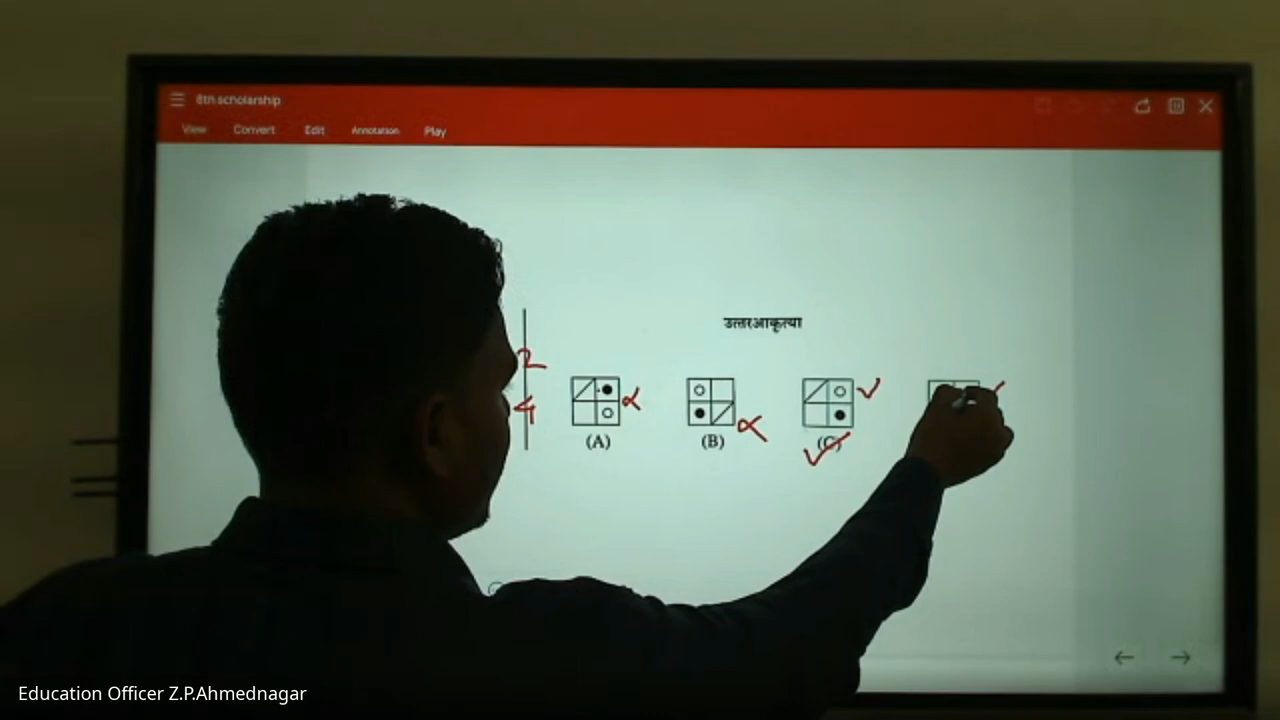 8th.scholarship
View Convert Edit Annotation Play
उत्तरआकृत्या
2
4
(A) (B) (C)
Education Officer Z.P.Ahmednagar